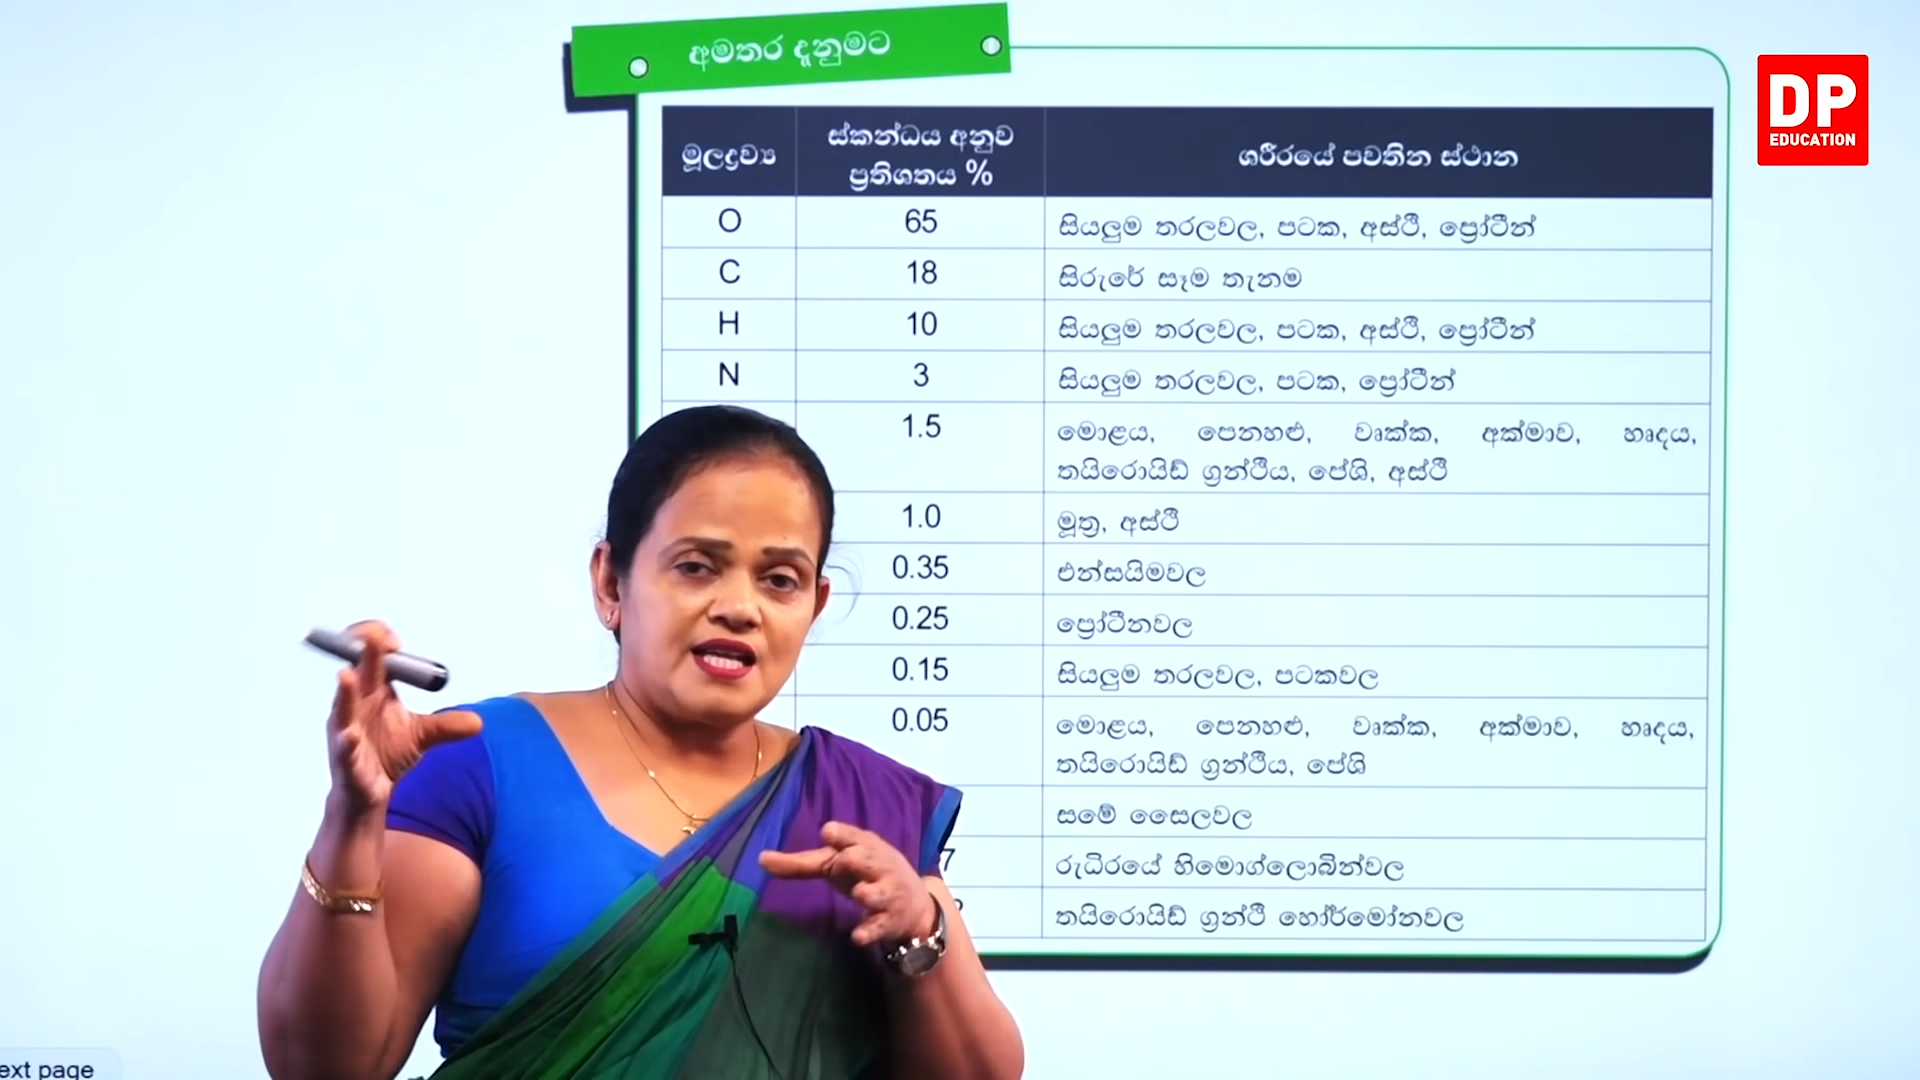 අමතර දැනුමට
DP
EDUCATION
මූලද්‍රව්‍ය
ස්කන්ධය අනුව
ප්‍රතිශතය %
ශරීරයේ පවතින ස්ථාන
O 65 සියලුම තරලවල, පටක, අස්ථි, ප්‍රෝටීන්
C 18 සිරුරේ සෑම තැනම
H 10 සියලුම තරලවල, පටක, අස්ථි, ප්‍රෝටීන්
N 3 සියලුම තරලවල, පටක, ප්‍රෝටීන්
1.5 මොළය, පෙනහළු, වෘක්ක, අක්මාව, හෘදය,
තයිරොයිඩ් ග්‍රන්ථිය, පේශි, අස්ථි
1.0 මූත්‍ර, අස්ථි
0.35 එන්සයිමවල
0.25 ප්‍රෝටීනවල
0.15 සියලුම තරලවල, පටකවල
0.05 මොළය, පෙනහළු, වෘක්ක, අක්මාව, හෘදය,
තයිරොයිඩ් ග්‍රන්ථිය, පේශි
සමේ සෛලවල
7 රුධිරයේ හිමොග්ලොබින්වල
තයිරොයිඩ් ග්‍රන්ථි හෝර්මෝනවල
ext page